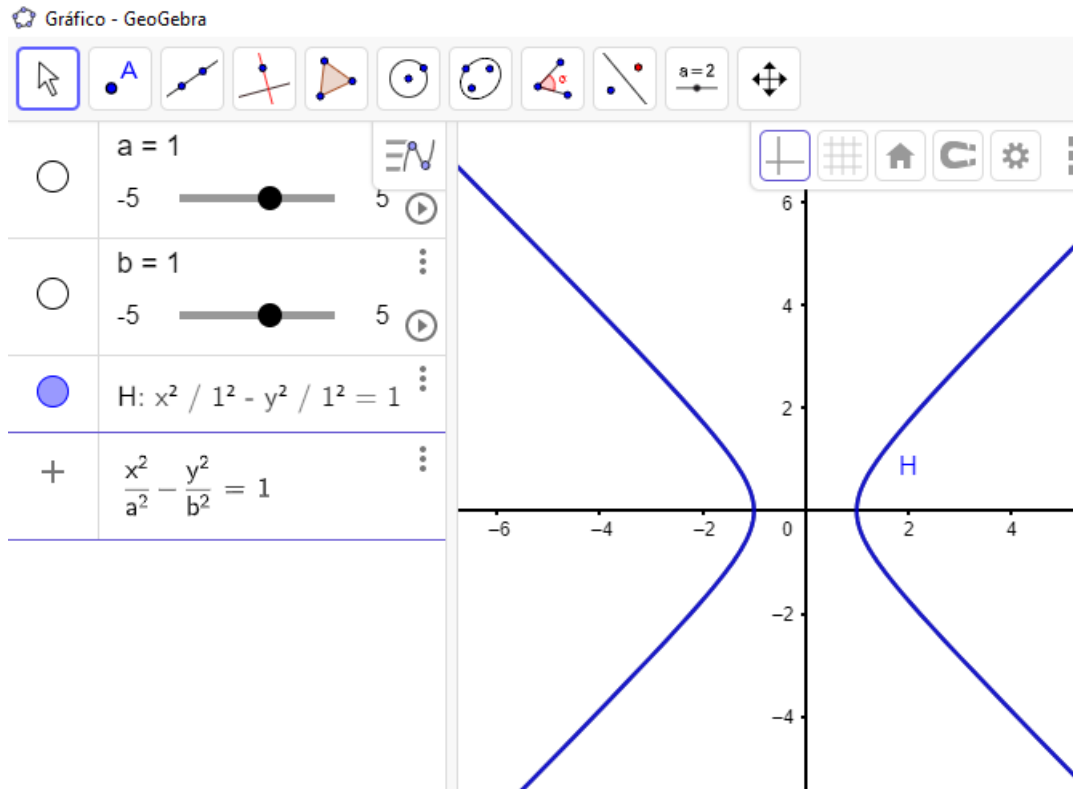 Gráfico - GeoGebra
A
α
a=2
a = 1
-5
5
b = 1
-5
5
H: x² / 1² - y² / 1² = 1
+
x²/a² − y²/b² = 1
6
4
2
−2
−4
−6
−4
−2
0
2
4
H